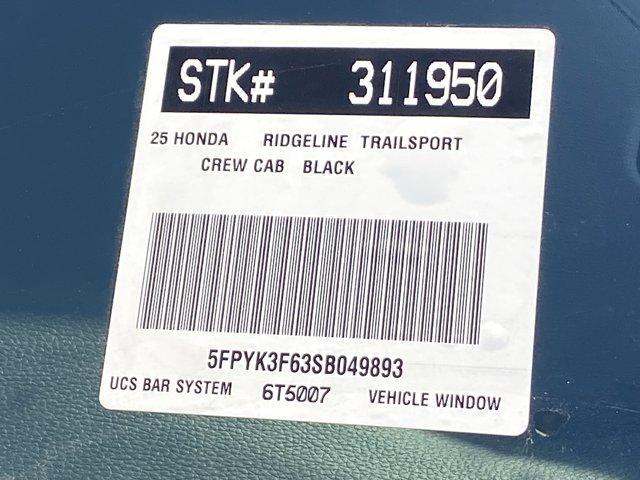 STK# 311950
25 HONDA RIDGELINE TRAILSPORT
CREW CAB BLACK
5FPYK3F63SB049893
UCS BAR SYSTEM 6T5007 VEHICLE WINDOW